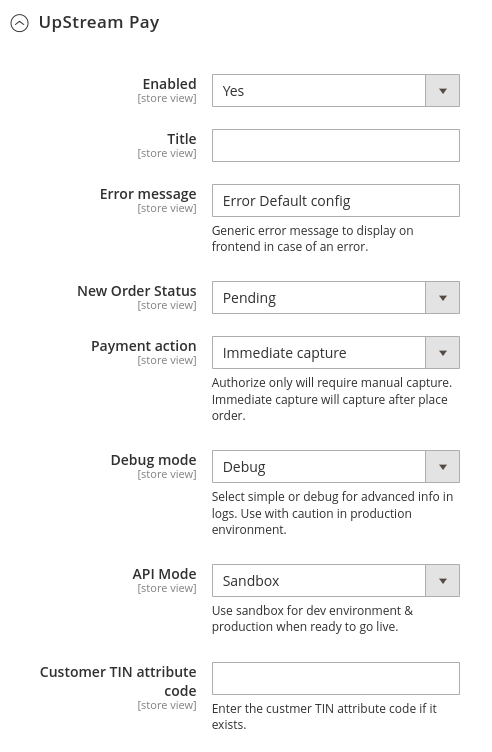 UpStream Pay
Enabled
[store view]
Yes
Title
[store view]
Error message
[store view]
Error Default config
Generic error message to display on
frontend in case of an error.
New Order Status
[store view]
Pending
Payment action
[store view]
Immediate capture
Authorize only will require manual capture.
Immediate capture will capture after place
order.
Debug mode
[store view]
Debug
Select simple or debug for advanced info in
logs. Use with caution in production
environment.
API Mode
[store view]
Sandbox
Use sandbox for dev environment &
production when ready to go live.
Customer TIN attribute
code
[store view]
Enter the custmer TIN attribute code if it
exists.